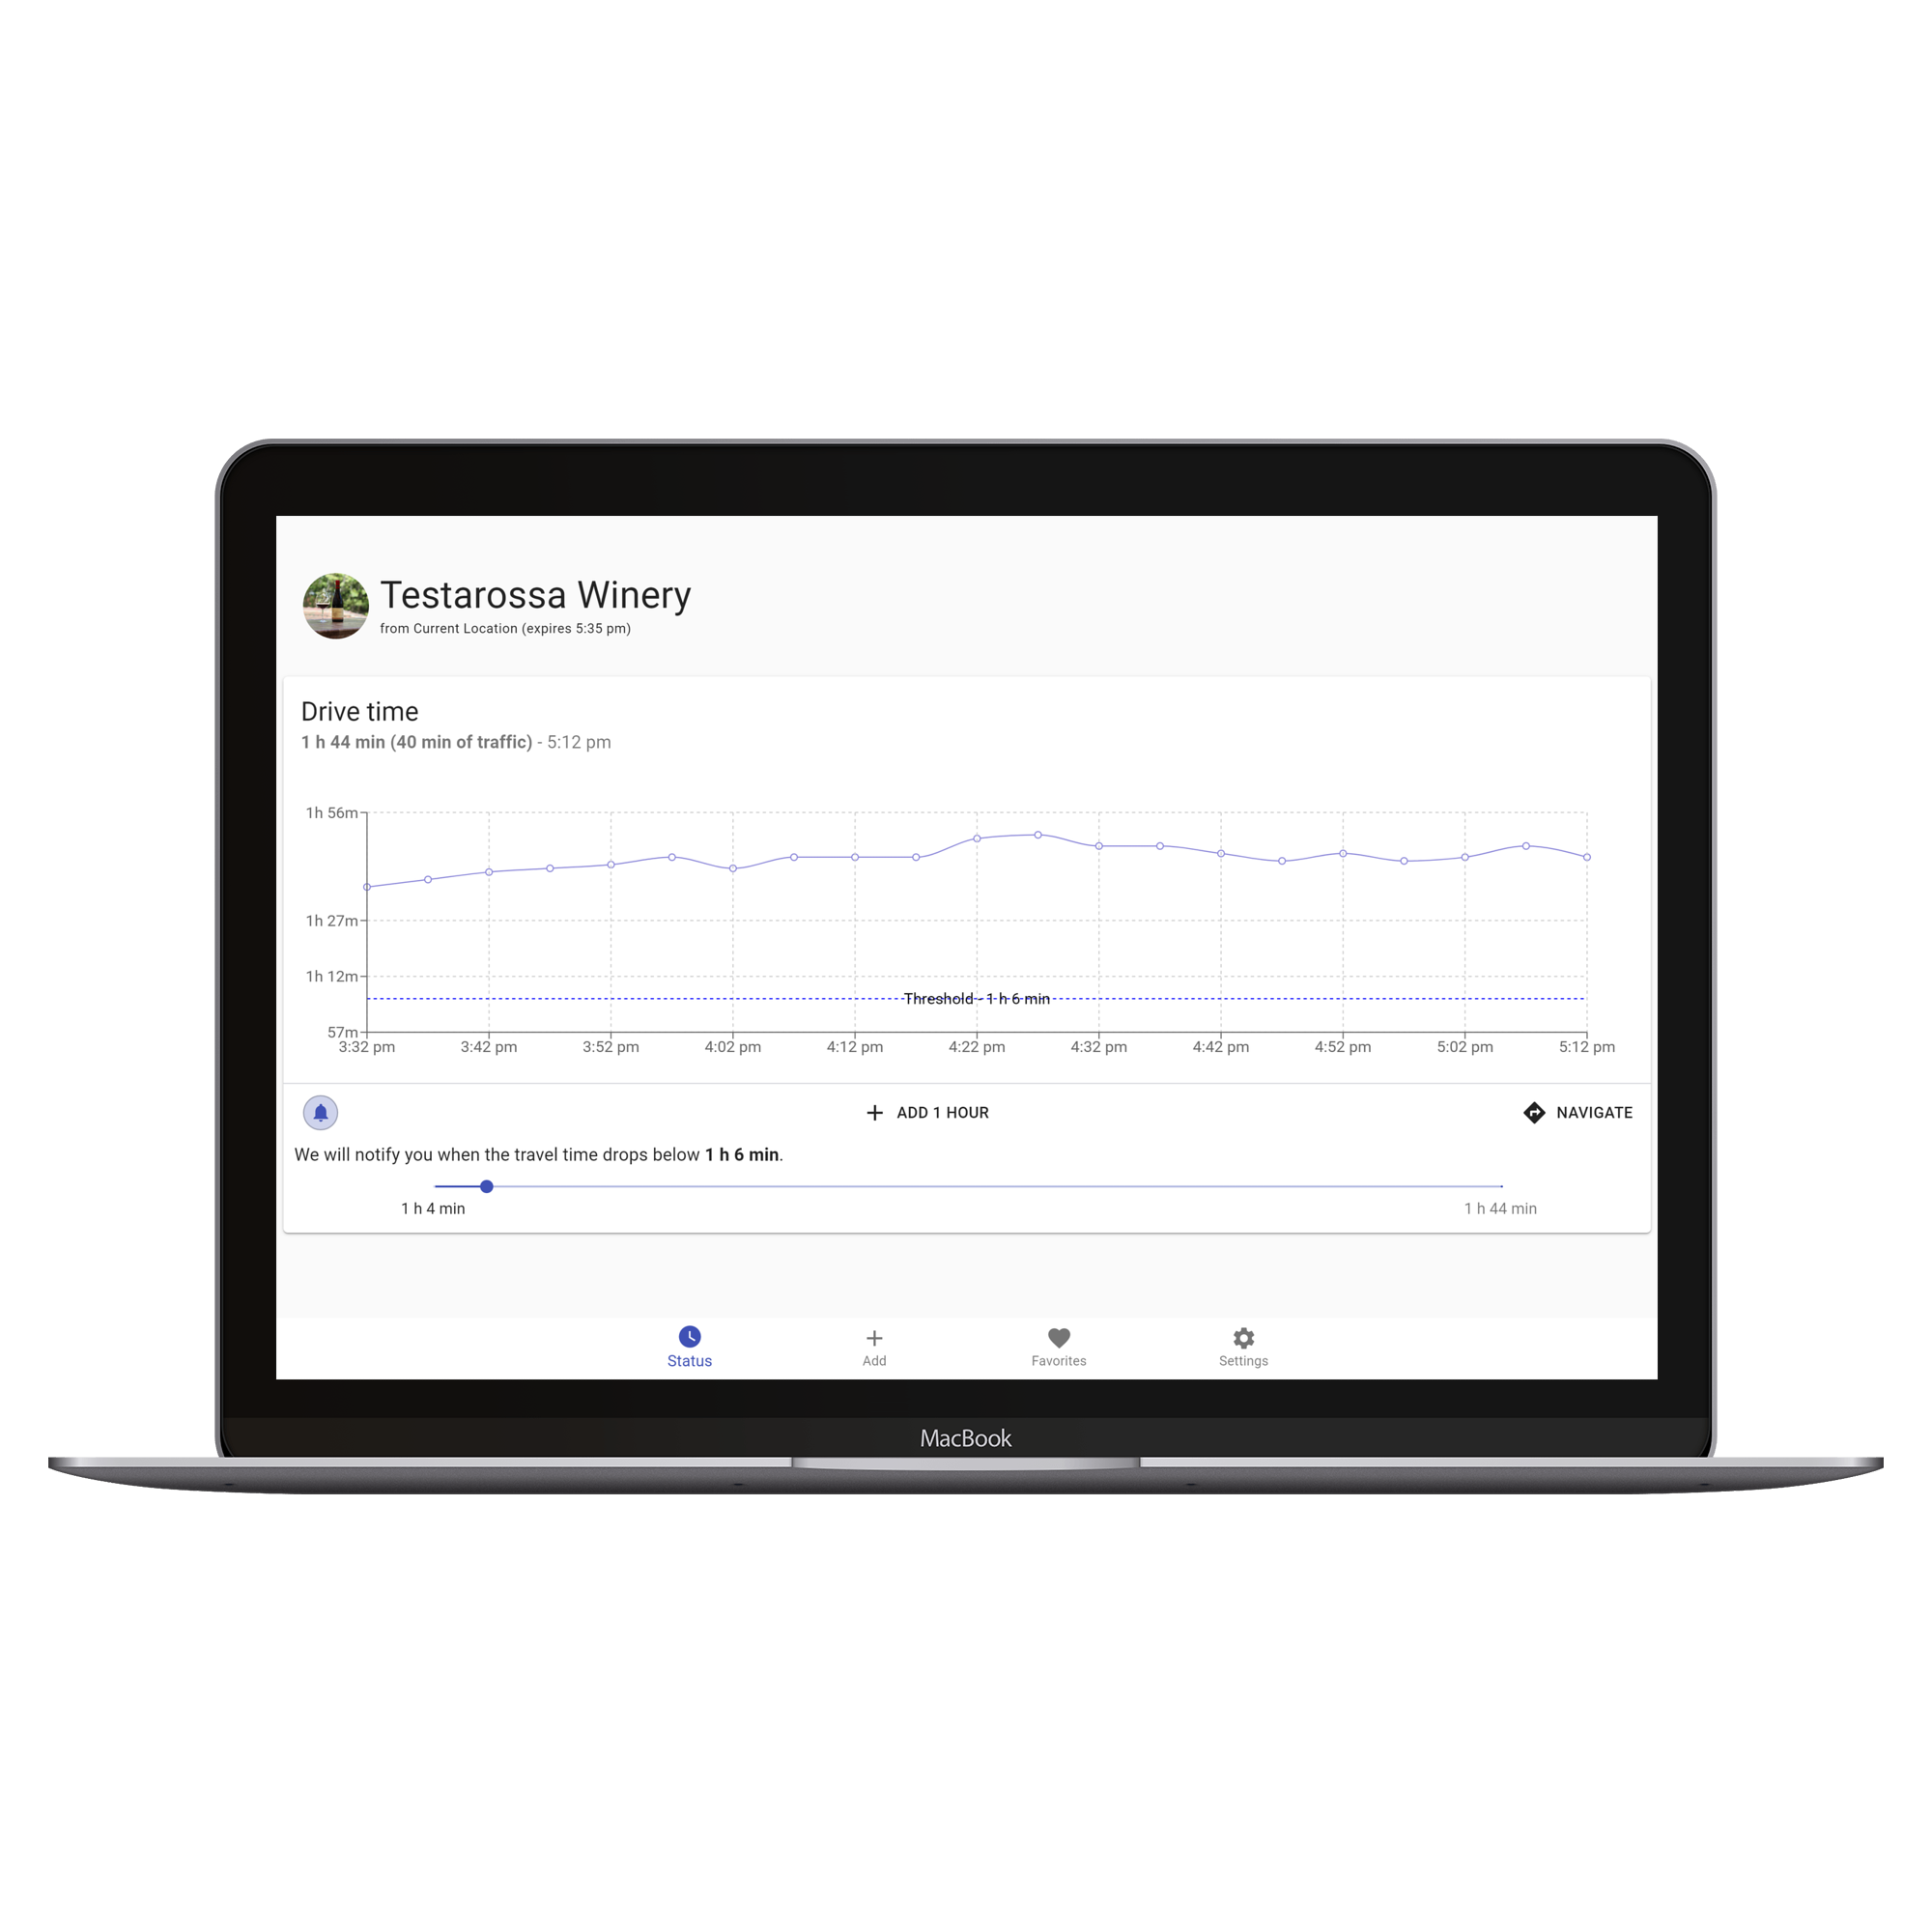 Testarossa Winery
from Current Location (expires 5:35 pm)
Drive time
1 h 44 min (40 min of traffic) - 5:12 pm
1h 56m
1h 27m
1h 12m
Threshold - 1 h 6 min
57m
3:32 pm 3:42 pm 3:52 pm 4:02 pm 4:12 pm 4:22 pm 4:32 pm 4:42 pm 4:52 pm 5:02 pm 5:12 pm
ADD 1 HOUR NAVIGATE
We will notify you when the travel time drops below 1 h 6 min.
1 h 4 min 1 h 44 min
Status Add Favorites Settings
MacBook